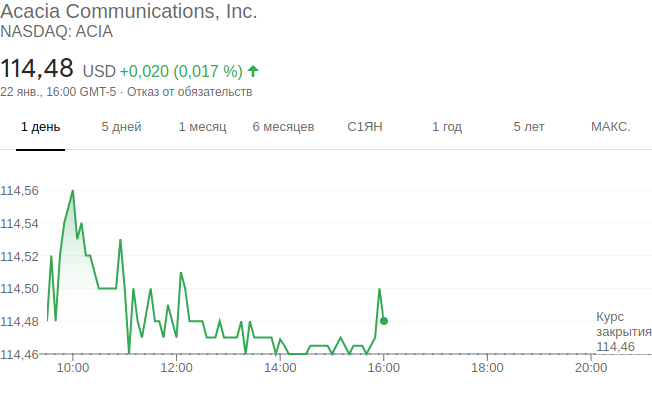 Acacia Communications, Inc.
NASDAQ: ACIA
114,48 USD +0,020 (0,017 %)
22 янв., 16:00 GMT-5 · Отказ от обязательств
1 день 5 дней 1 месяц 6 месяцев С1ЯН 1 год 5 лет МАКС.
114,56
114,54
114,52
114,50
114,48
114,46
Курс
закрытия
114,46
10:00 12:00 14:00 16:00 18:00 20:00